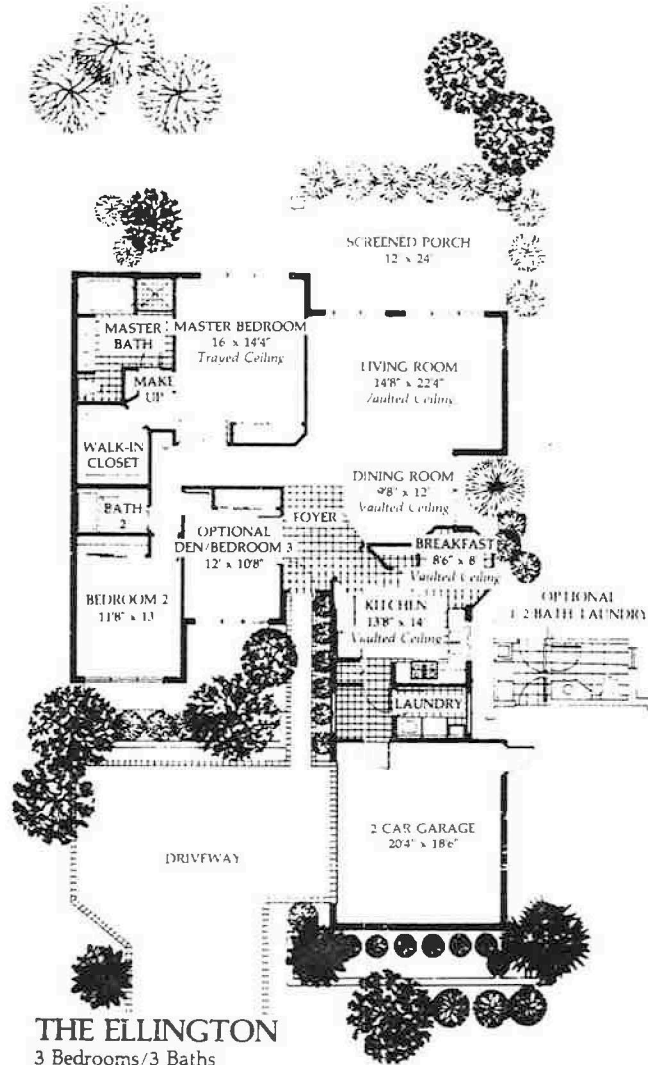 SCREENED PORCH
12 x 24'
MASTER
BATH
MASTER BEDROOM
16 x 14'4"
Trayed Ceiling
MAKE
UP
LIVING ROOM
14'8" x 22'4"
Vaulted Ceiling
WALK-IN
CLOSET
DINING ROOM
9'8" x 12'
Vaulted Ceiling
BATH
2
OPTIONAL
DEN/BEDROOM 3
12' x 10'8"
FOYER
BREAKFAST
8'6" x 8'
Vaulted Ceiling
BEDROOM 2
11'8" x 13'
KITCHEN
13'8" x 14'
Vaulted Ceiling
OPTIONAL
1/2 BATH LAUNDRY
LAUNDRY
2 CAR GARAGE
20'4" x 18'6"
DRIVEWAY
THE ELLINGTON
3 Bedrooms/3 Baths